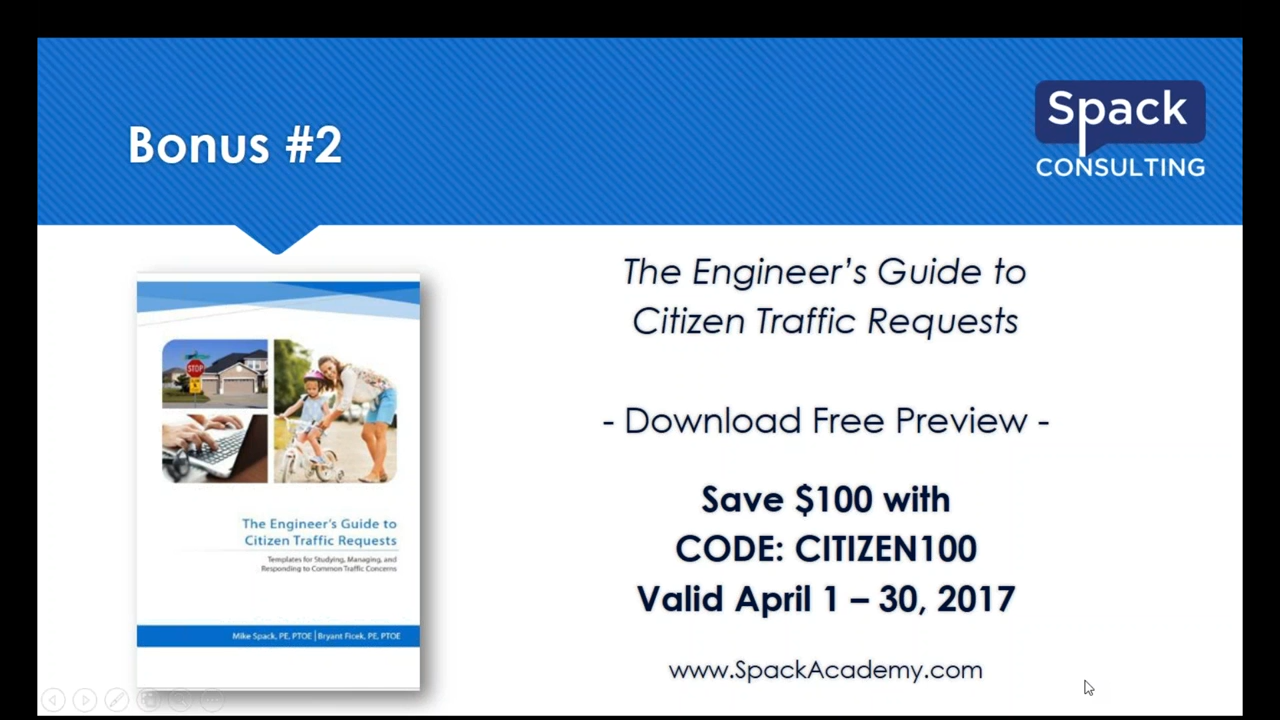 Bonus #2
Spack
CONSULTING
The Engineer's Guide to
Citizen Traffic Requests
- Download Free Preview -
Save $100 with
CODE: CITIZEN100
Valid April 1 – 30, 2017
www.SpackAcademy.com
STOP
The Engineer's Guide to
Citizen Traffic Requests
Templates for Studying, Managing, and
Responding to Common Traffic Concerns
Mike Spack, PE, PTOE | Bryant Ficek, PE, PTOE